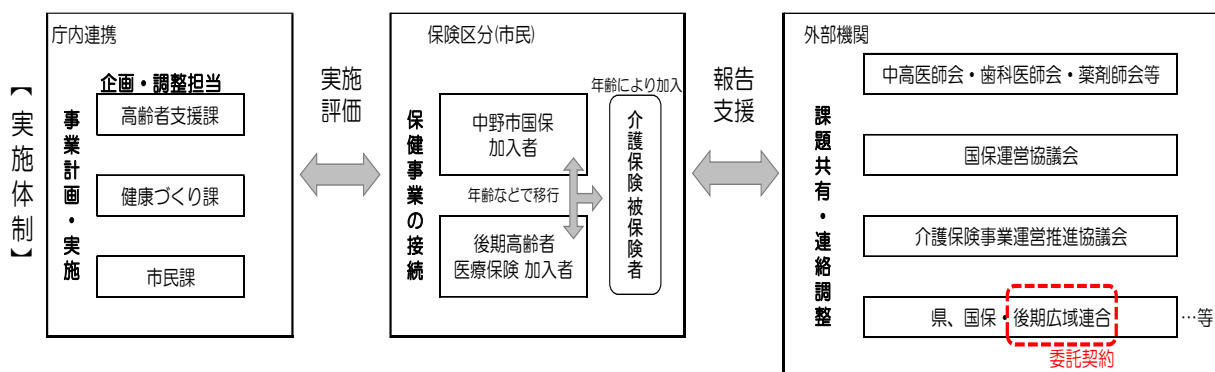 【実施体制】
庁内連携
企画・調整担当
事業計画・実施
高齢者支援課
健康づくり課
市民課
実施
評価
保険区分(市民)
保健事業の接続
中野市国保
加入者
年齢などで移行
後期高齢者
医療保険 加入者
年齢により加入
介護保険 被保険者
報告
支援
外部機関
課題共有・連絡調整
中高医師会・歯科医師会・薬剤師会等
国保運営協議会
介護保険事業運営推進協議会
県、国保・後期広域連合
…等
委託契約